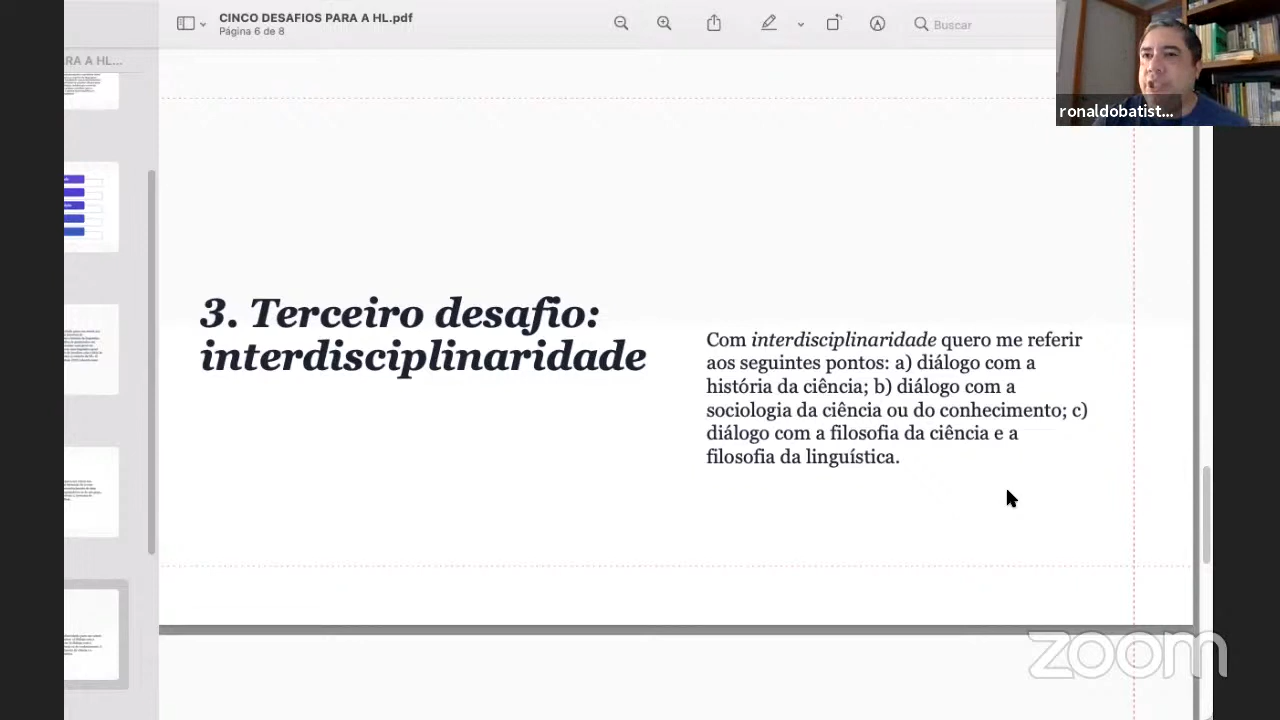 CINCO DESAFIOS PARA A HL.pdf
Página 6 de 8
Buscar
RA A HL...
ronaldobatist...
3. Terceiro desafio:
interdisciplinaridade
Com interdisciplinaridade quero me referir
aos seguintes pontos: a) diálogo com a
história da ciência; b) diálogo com a
sociologia da ciência ou do conhecimento; c)
diálogo com a filosofia da ciência e a
filosofia da linguística.
zoom